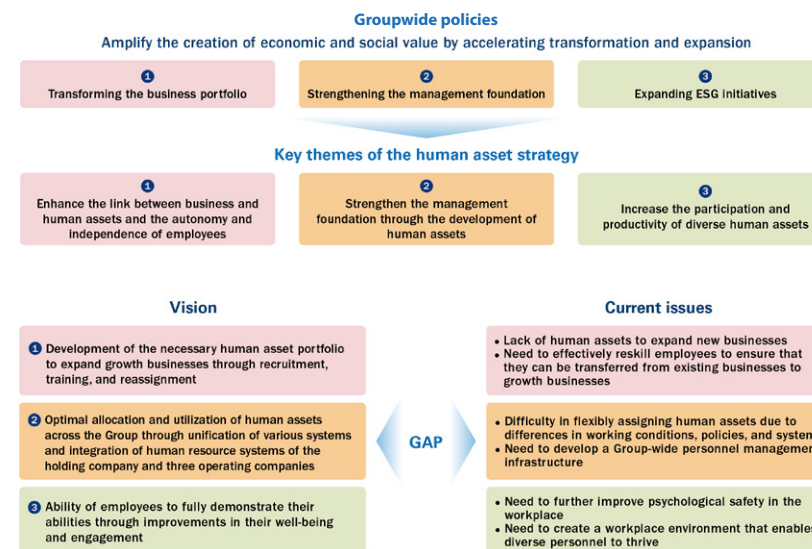 Groupwide policies
Amplify the creation of economic and social value by accelerating transformation and expansion
1
Transforming the business portfolio
2
Strengthening the management foundation
3
Expanding ESG initiatives
Key themes of the human asset strategy
1
Enhance the link between business and
human assets and the autonomy and
independence of employees
2
Strengthen the management
foundation through the development of
human assets
3
Increase the participation and
productivity of diverse human assets
Vision
1 Development of the necessary human asset portfolio
to expand growth businesses through recruitment,
training, and reassignment
2 Optimal allocation and utilization of human assets
across the Group through unification of various systems
and integration of human resource systems of the
holding company and three operating companies
3 Ability of employees to fully demonstrate their
abilities through improvements in their well-being
and engagement
GAP
Current issues
• Lack of human assets to expand new businesses
• Need to effectively reskill employees to ensure that
they can be transferred from existing businesses to
growth businesses
• Difficulty in flexibly assigning human assets due to
differences in working conditions, policies, and system
• Need to develop a Group-wide personnel managemen
infrastructure
• Need to further improve psychological safety in the
workplace
• Need to create a workplace environment that enables
diverse personnel to thrive